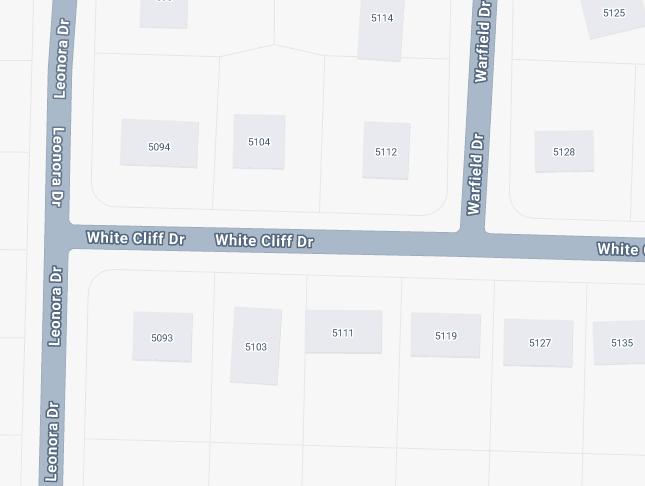 5114
5125
Leonora Dr
Warfield Dr
5094
5104
5112
5128
Leonora Dr
Warfield Dr
White Cliff Dr
White Cliff Dr
White
Leonora Dr
5093
5103
5111
5119
5127
5135
Leonora Dr